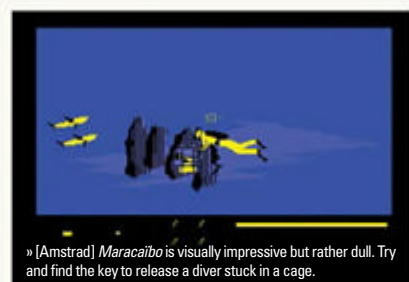 » [Amstrad] Maracaïbo is visually impressive but rather dull. Try
and find the key to release a diver stuck in a cage.